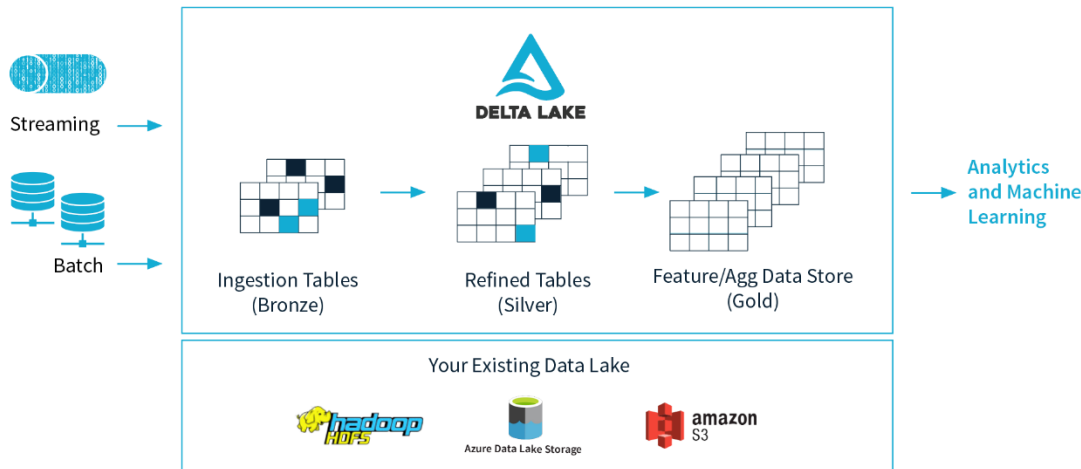 DELTA LAKE
Streaming
Batch
Ingestion Tables
(Bronze)
Refined Tables
(Silver)
Feature/Agg Data Store
(Gold)
Analytics
and Machine
Learning
Your Existing Data Lake
hadoop
HDFS
Azure Data Lake Storage
amazon
S3